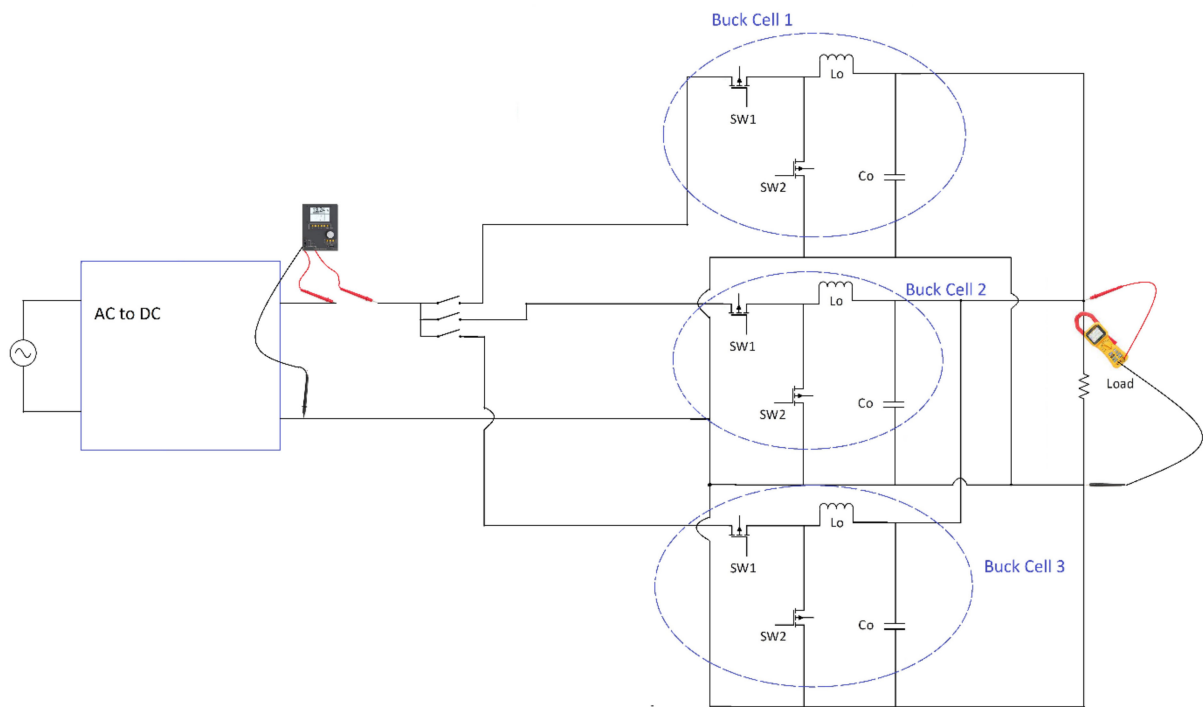 Buck Cell 1
Lo
SW1
SW2
Co
AC to DC
Lo
Buck Cell 2
SW1
SW2
Co
Load
Lo
SW1
Buck Cell 3
SW2
Co